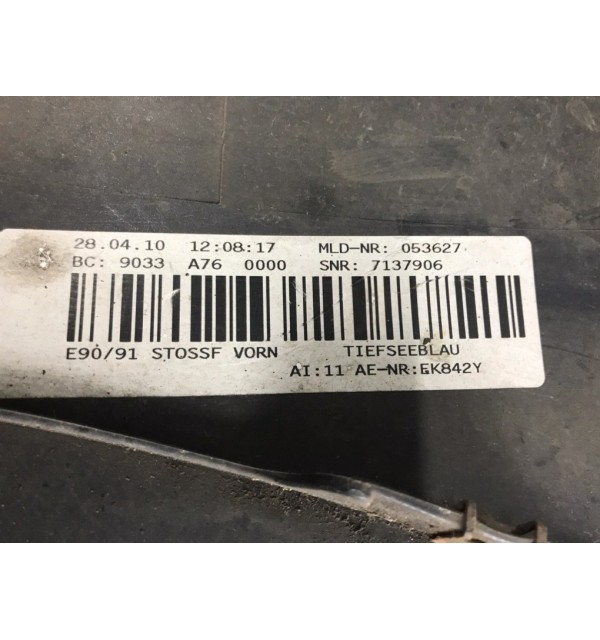 28.04.10 12:08:17 MLD-NR: 053627
BC: 9033 A76 0000 SNR: 7137906
E90/91 STOSSF VORN TIEFSEEBLAU
AI:11 AE-NR:EK842Y